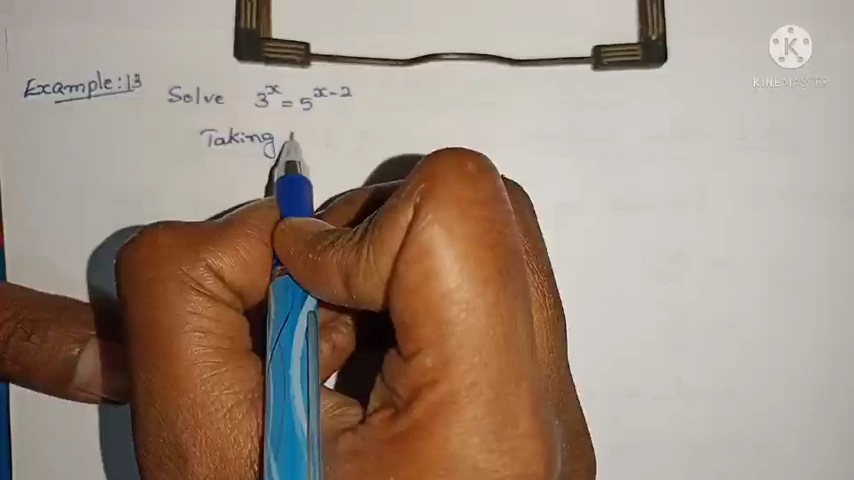 Example: 13 Solve 3^x = 5^x-2
Taking
K
KINEMASTER